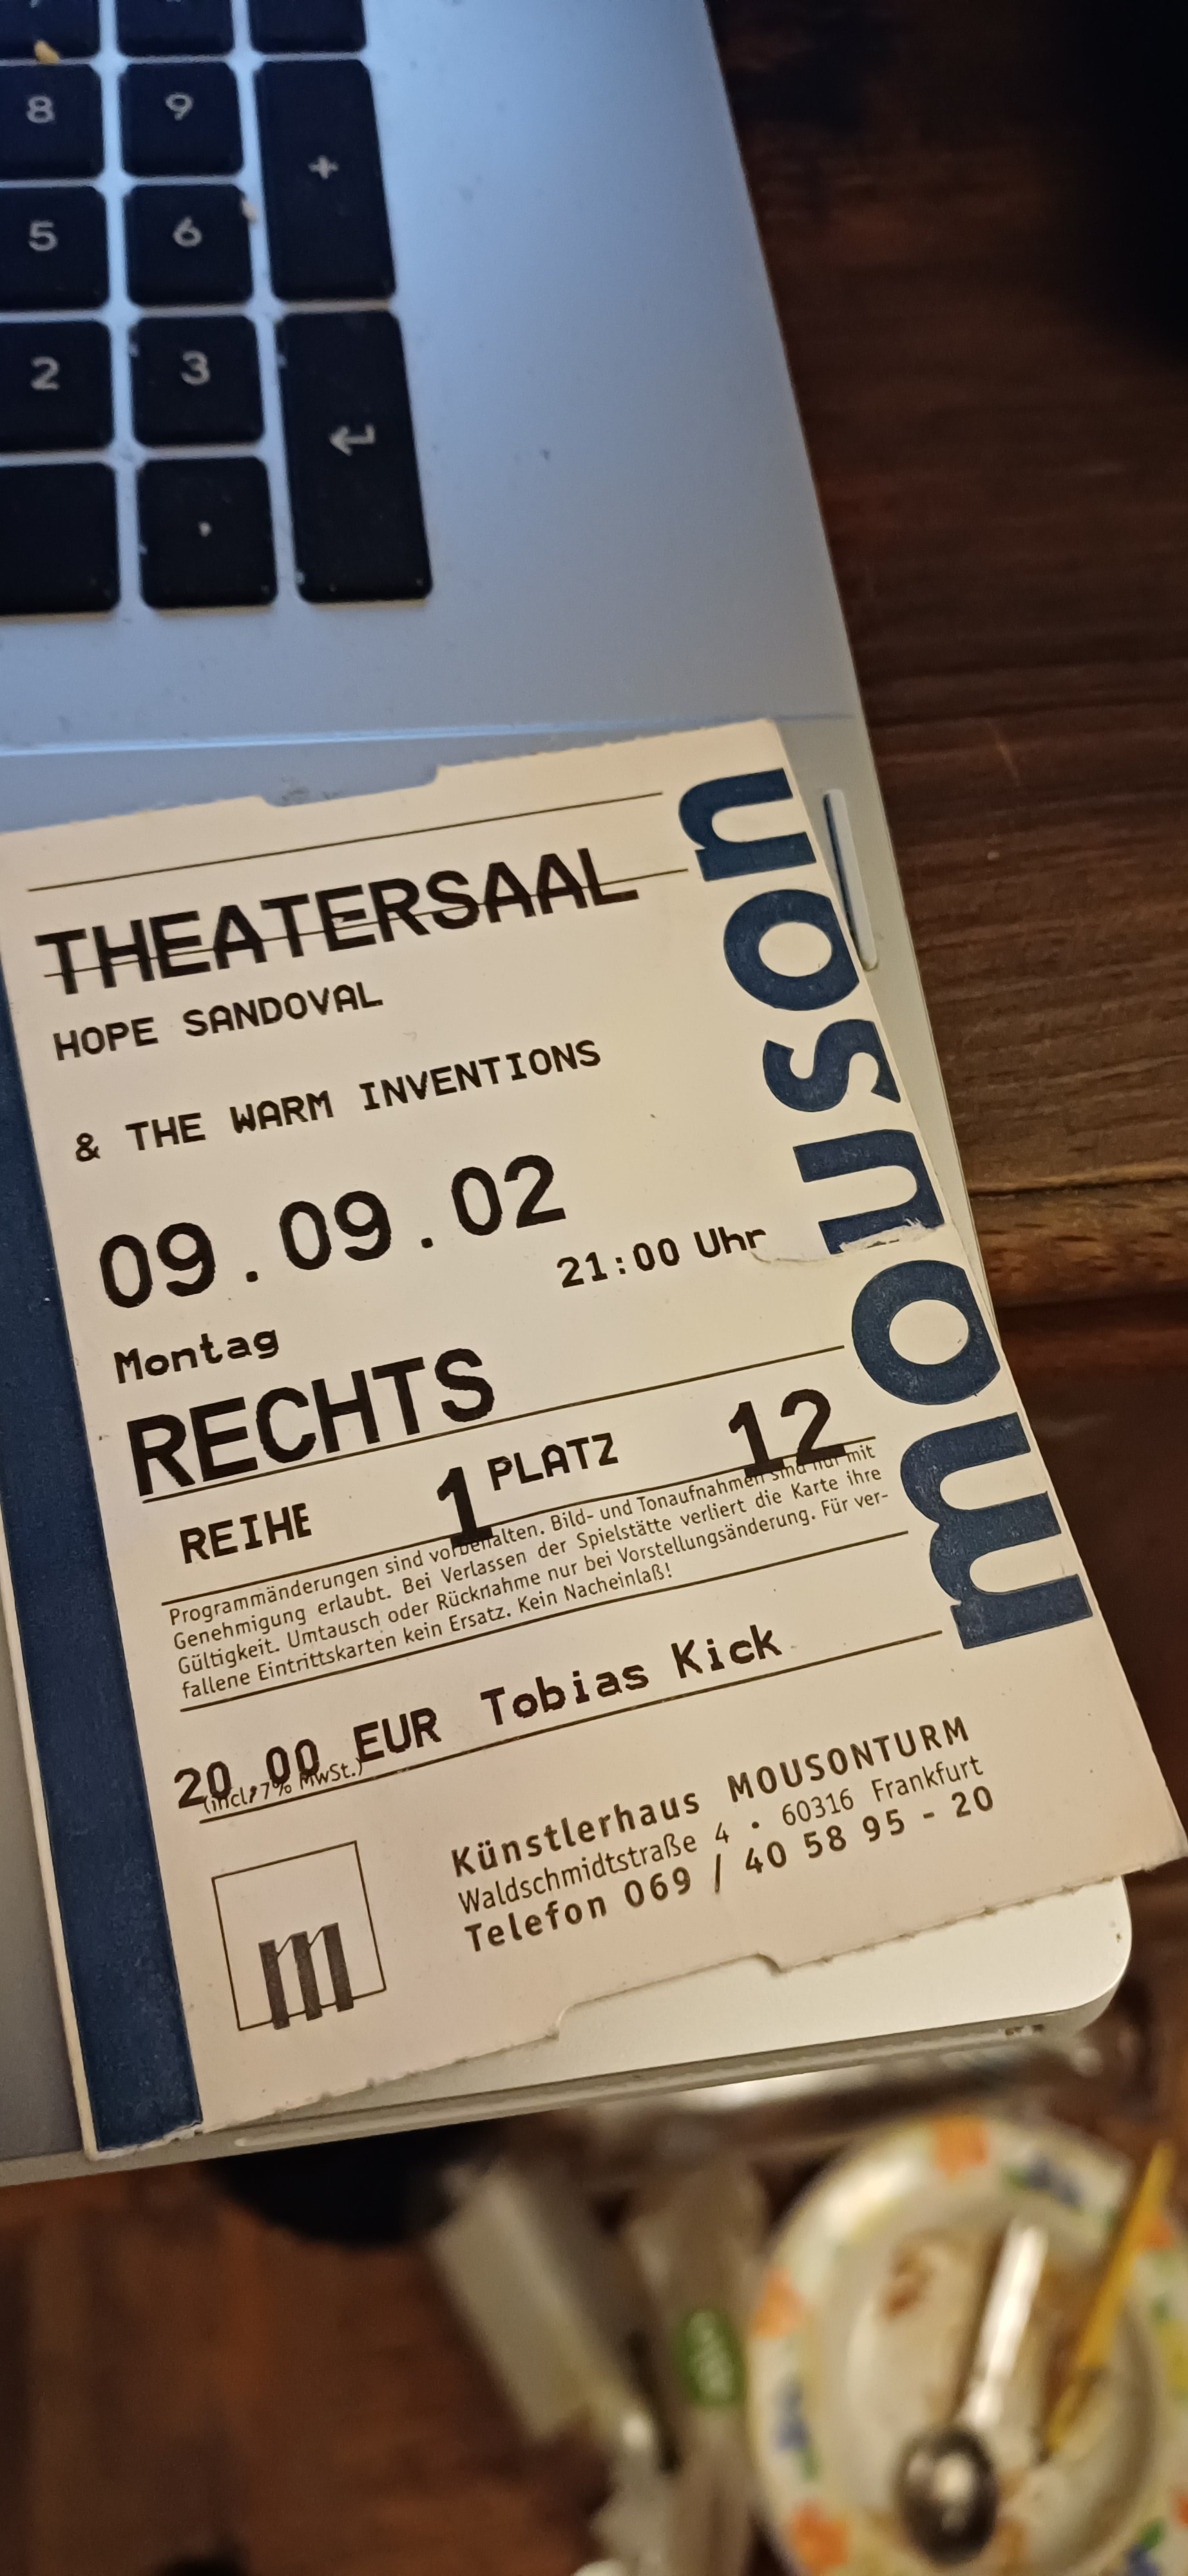 8 9 +
5 6
2 3
,
mouson
THEATERSAAL
HOPE SANDOVAL
& THE WARM INVENTIONS
09.09.02
21:00 Uhr
Montag
RECHTS
REIHE 1 PLATZ 12
Programmänderungen sind vorbehalten. Bild- und Tonaufnahmen sind nur mit
Genehmigung erlaubt. Bei Verlassen der Spielstätte verliert die Karte ihre
Gültigkeit. Umtausch oder Rücknahme nur bei Vorstellungsänderung. Für ver-
fallene Eintrittskarten kein Ersatz. Kein Nacheinlaß!
20,00 EUR Tobias Kick
(incl. 7% MwSt.)
m
Künstlerhaus MOUSONTURM
Waldschmidtstraße 4 • 60316 Frankfurt
Telefon 069 / 40 58 95 - 20